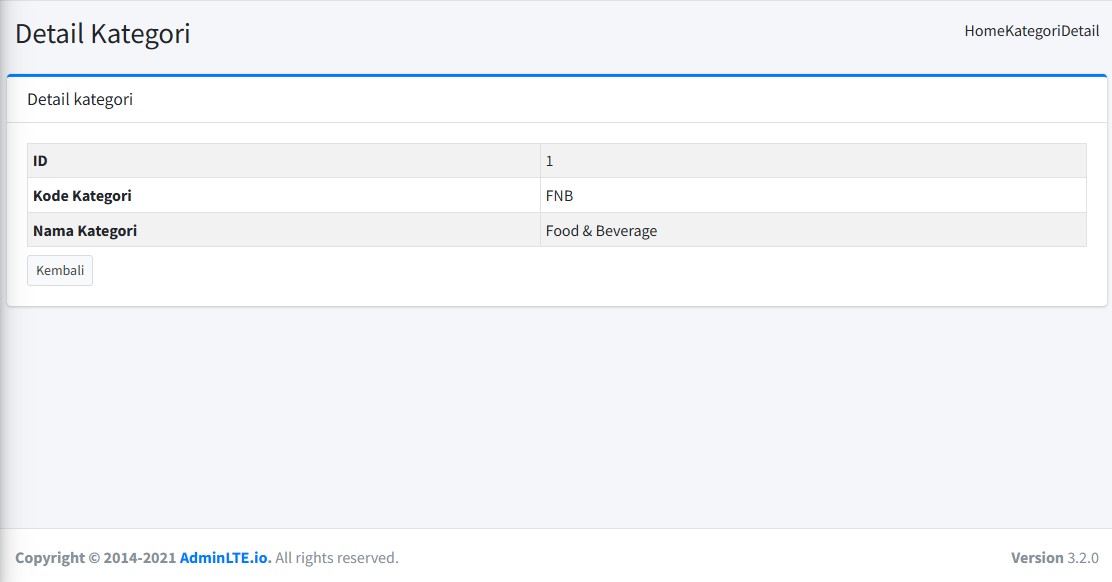 Detail Kategori
HomeKategoriDetail
Detail kategori
ID 1
Kode Kategori FNB
Nama Kategori Food & Beverage
Kembali
Copyright © 2014-2021 AdminLTE.io. All rights reserved.
Version 3.2.0